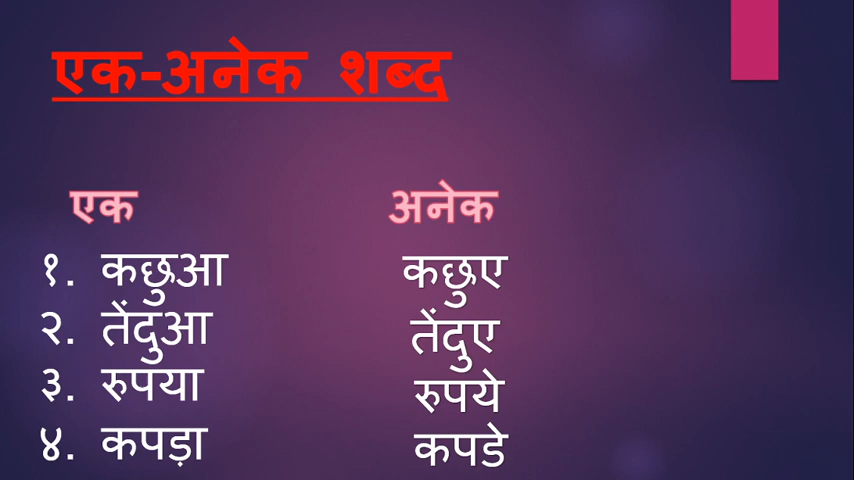 एक-अनेक शब्द
एक अनेक
१. कछुआ कछुए
२. तेंदुआ तेंदुए
३. रुपया रुपये
४. कपड़ा कपडे